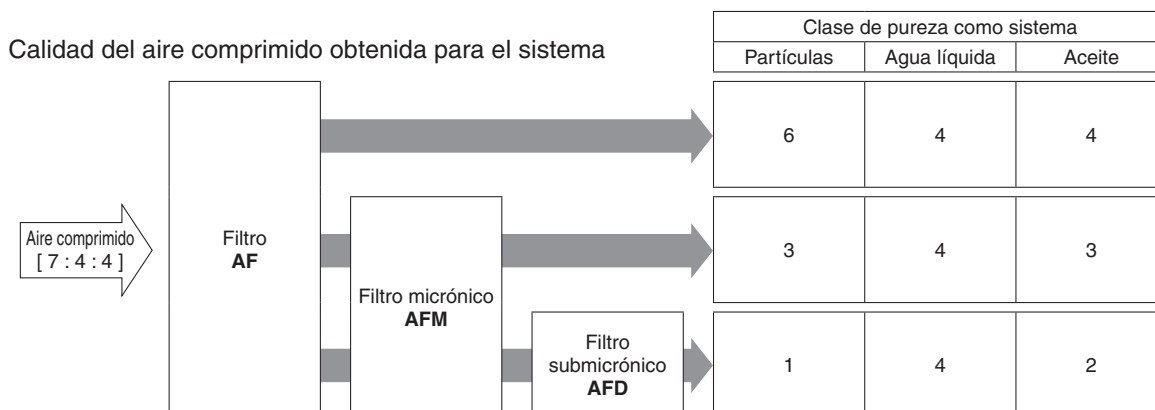 Clase de pureza como sistema
Calidad del aire comprimido obtenida para el sistema
Partículas Agua líquida Aceite
6 4 4
Aire comprimido
[ 7 : 4 : 4 ]
Filtro
AF
3 4 3
Filtro micrónico
AFM
Filtro
submicrónico
AFD
1 4 2